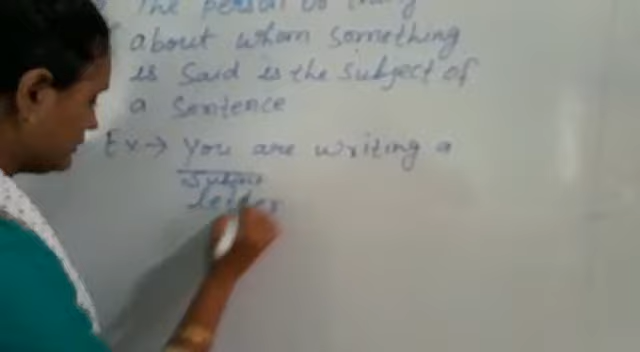 The person or thing
about whom something
is said is the subject of
a sentence
Ex → You are writing a
Subject
letter